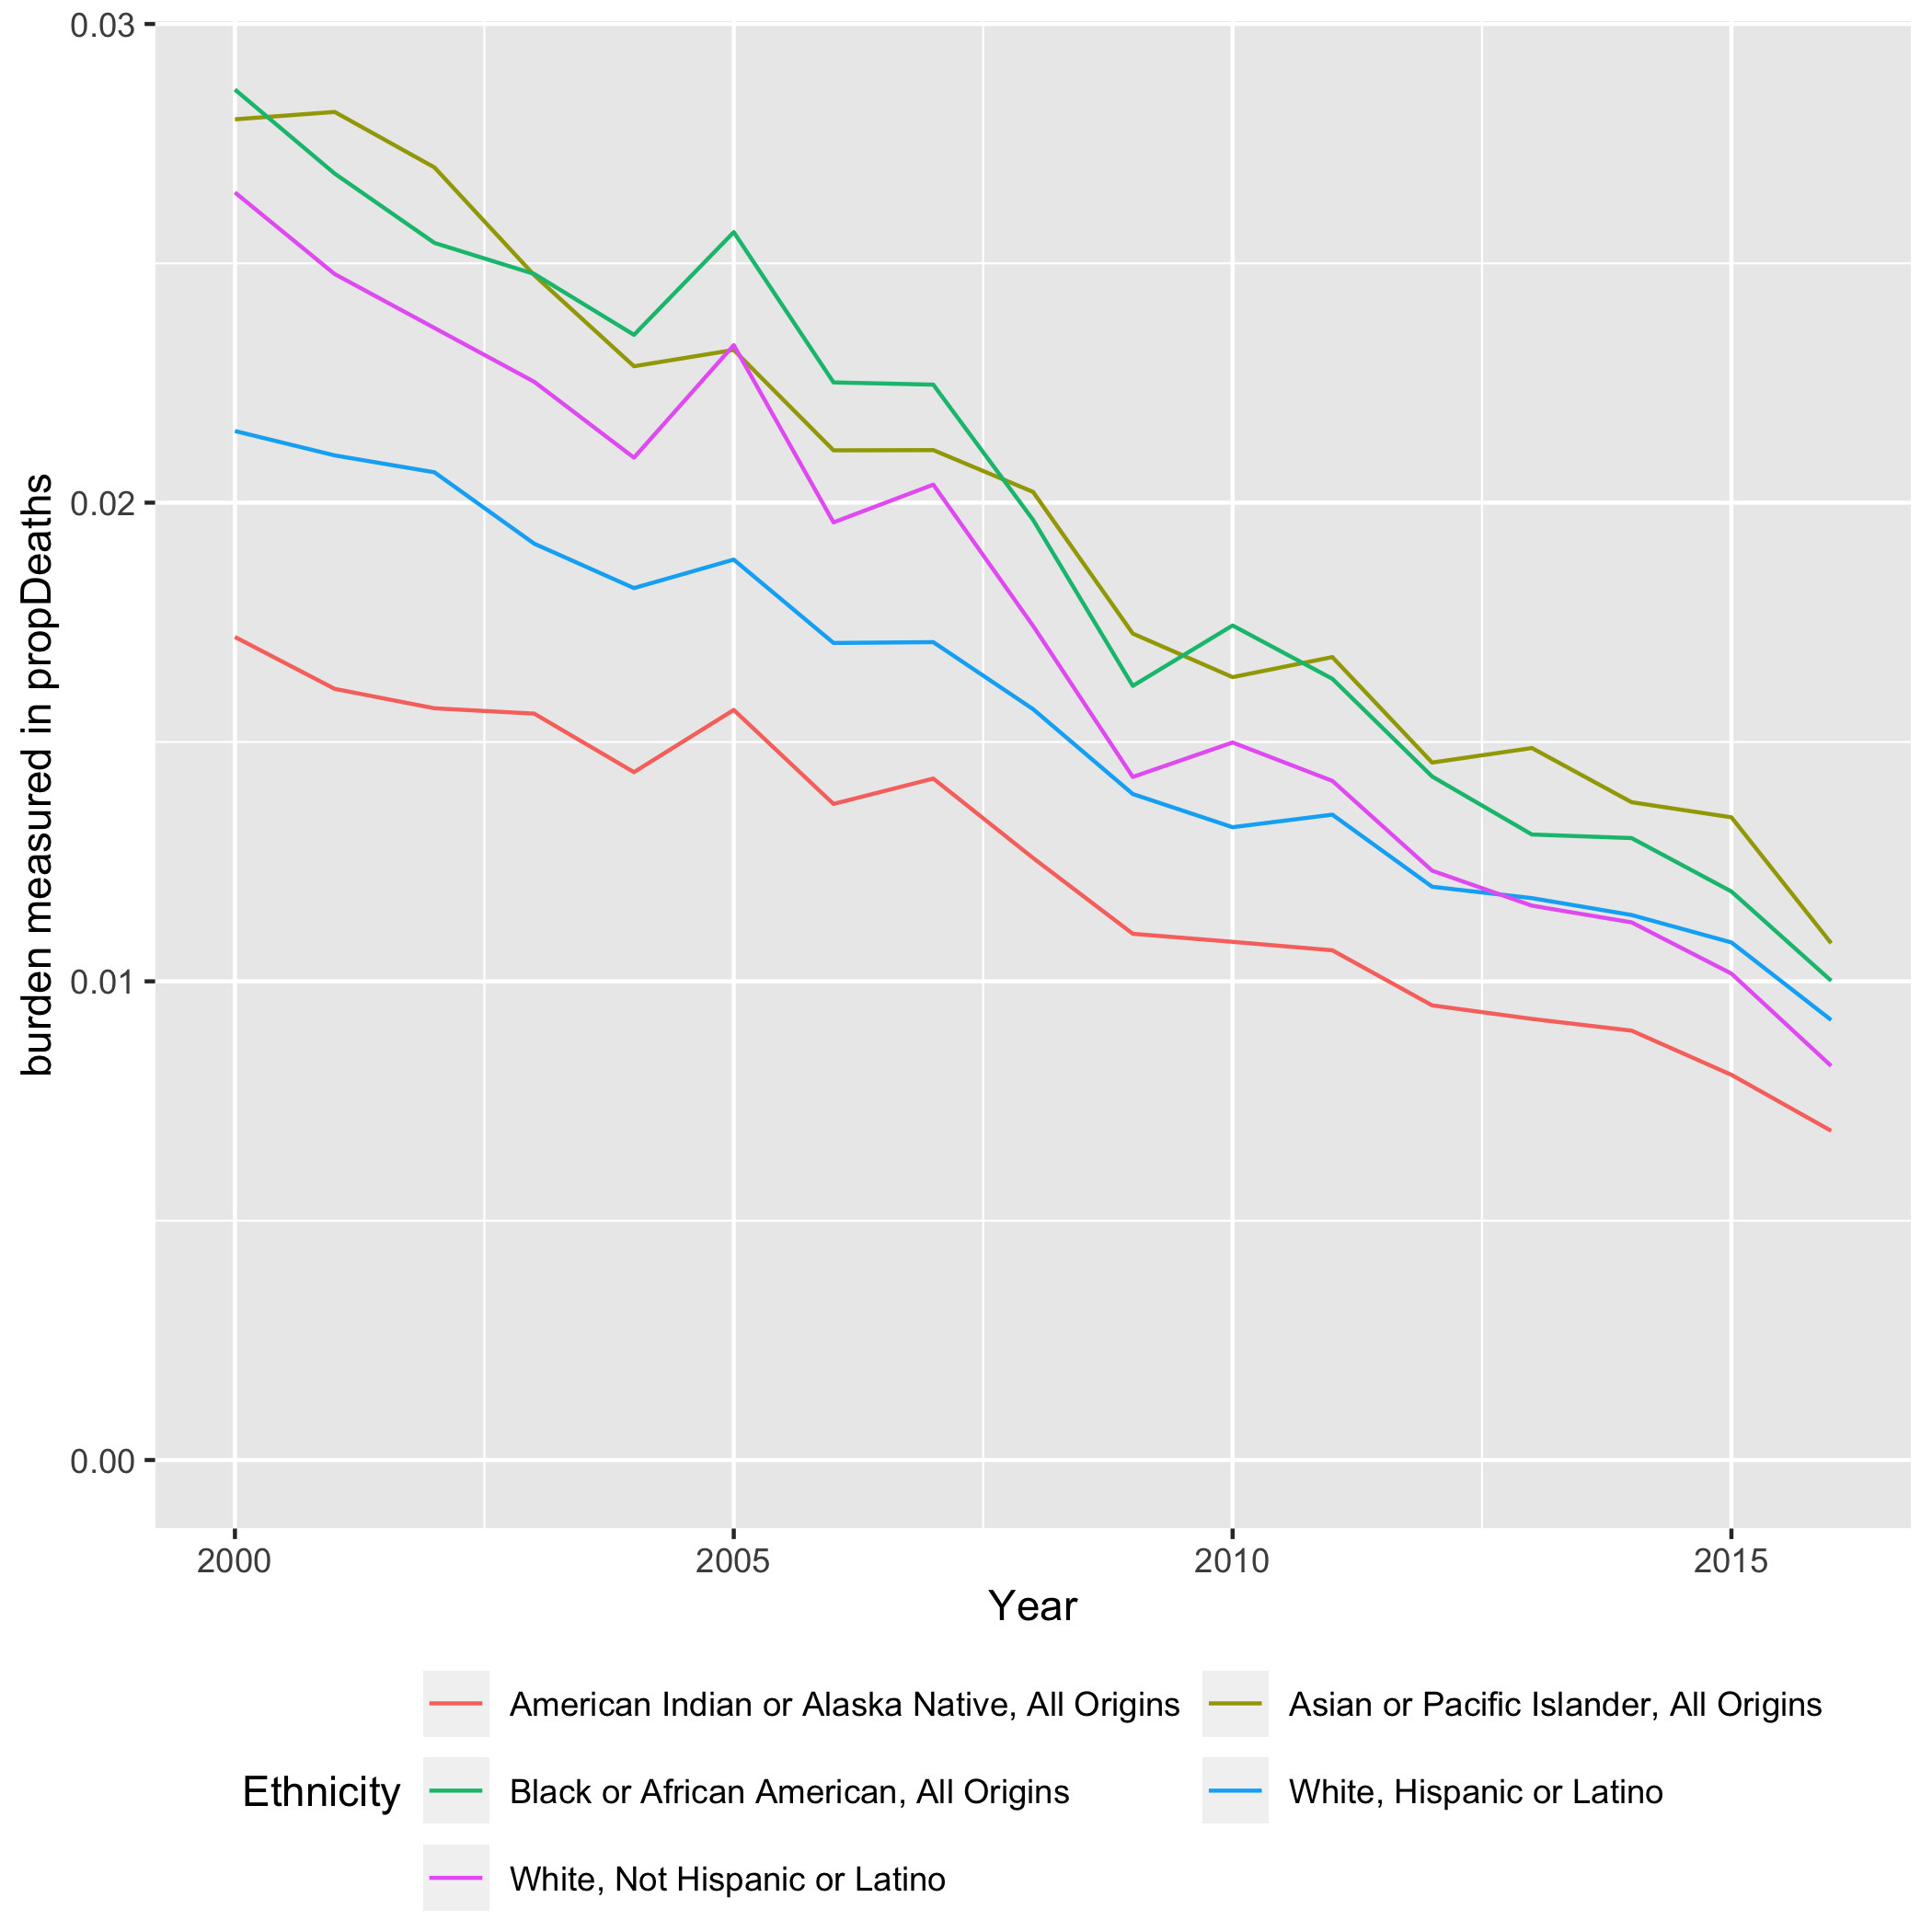 0.03
0.02
0.01
0.00
burden measured in propDeaths
2000 2005 2010 2015
Year
Ethnicity
American Indian or Alaska Native, All Origins
Asian or Pacific Islander, All Origins
Black or African American, All Origins
White, Hispanic or Latino
White, Not Hispanic or Latino